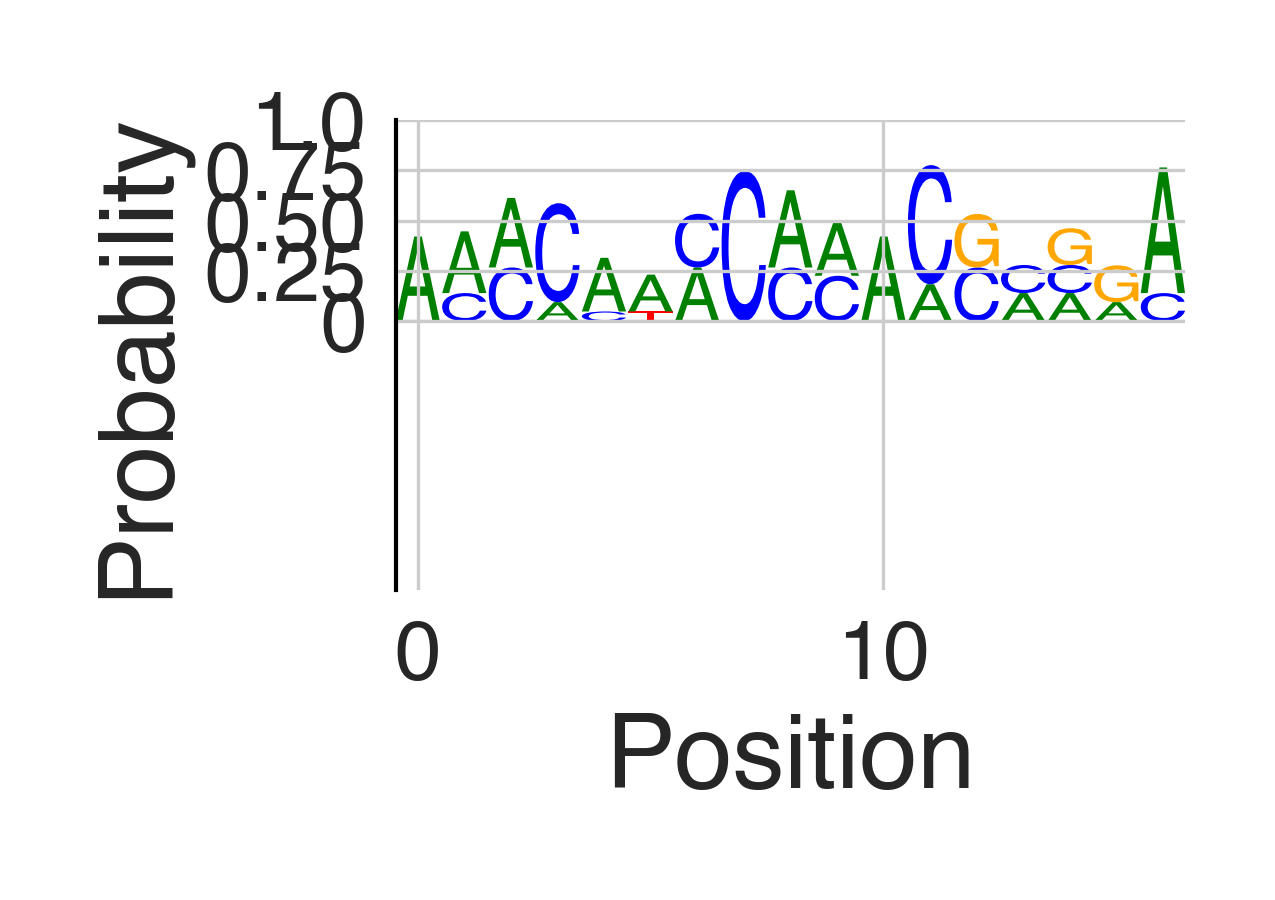 Probability
1.0
0.75
0.50
0.25
0
A
A C
A C
C A
A C
A T
C A
C
A C
A C
A
C A
G C
C A
G C A
G A
A C
0 10
Position